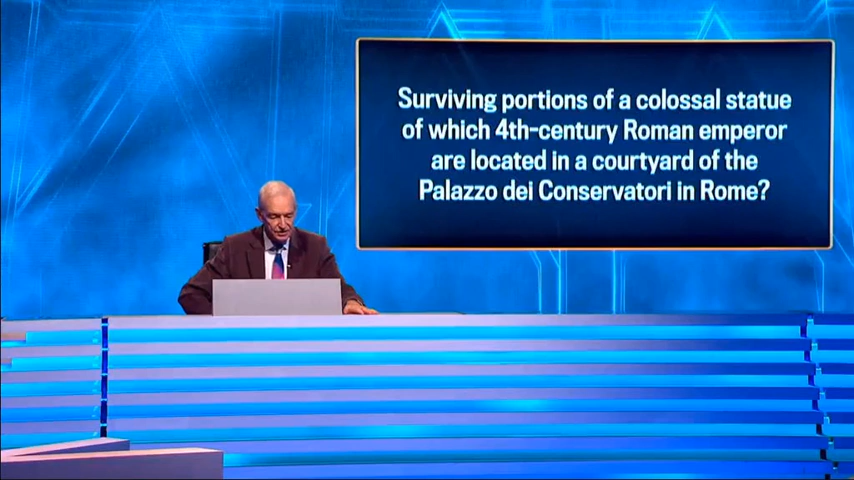 Surviving portions of a colossal statue
of which 4th-century Roman emperor
are located in a courtyard of the
Palazzo dei Conservatori in Rome?